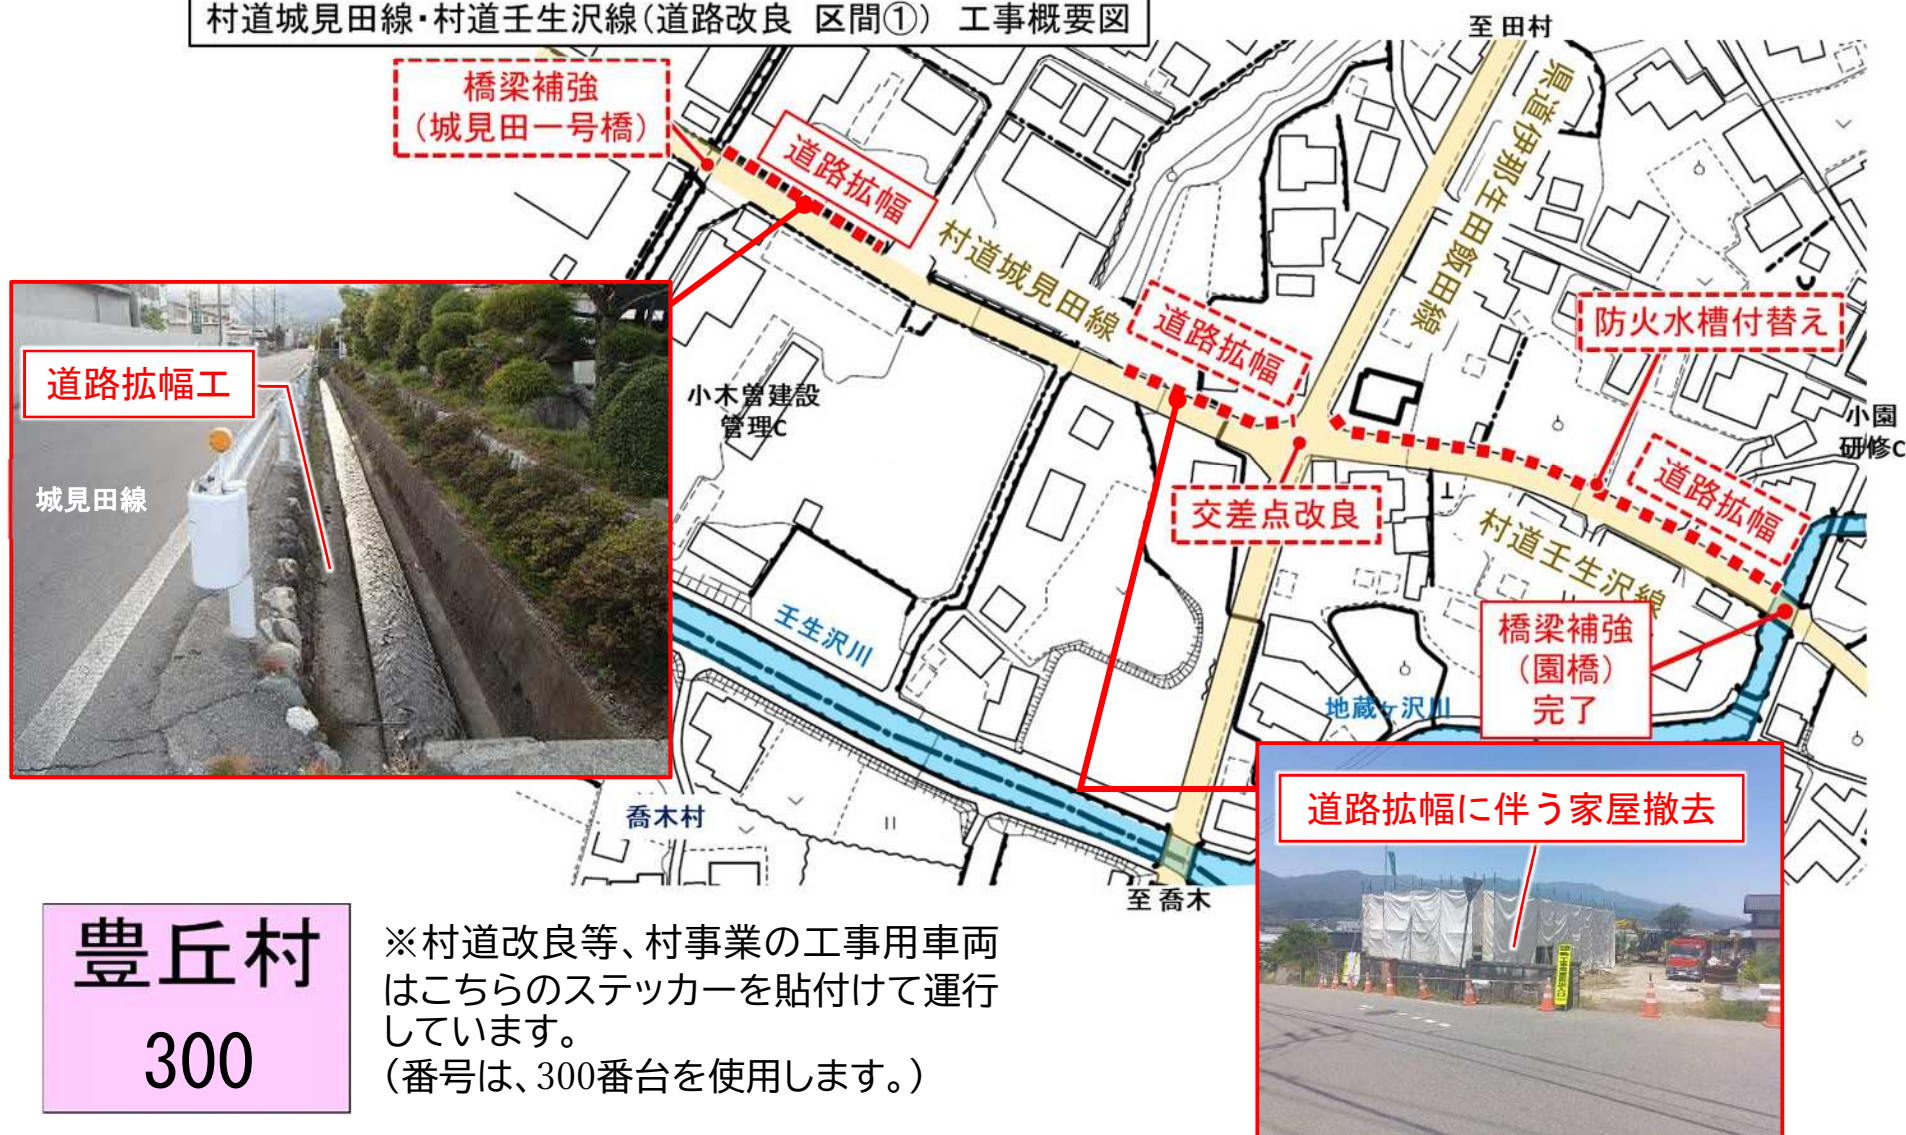 村道城見田線・村道壬生沢線（道路改良 区間①） 工事概要図
至 田村
橋梁補強
（城見田一号橋）
道路拡幅
県道伊那生田飯田線
村道城見田線
道路拡幅
防火水槽付替え
道路拡幅工
城見田線
小木曽建設
管理C
小園
研修C
道路拡幅
交差点改良
村道壬生沢線
橋梁補強
（園橋）
完了
壬生沢川
地蔵ヶ沢川
喬木村
至 喬木
道路拡幅に伴う家屋撤去
豊丘村
300
※村道改良等、村事業の工事用車両
はこちらのステッカーを貼付けて運行
しています。
（番号は、300番台を使用します。）